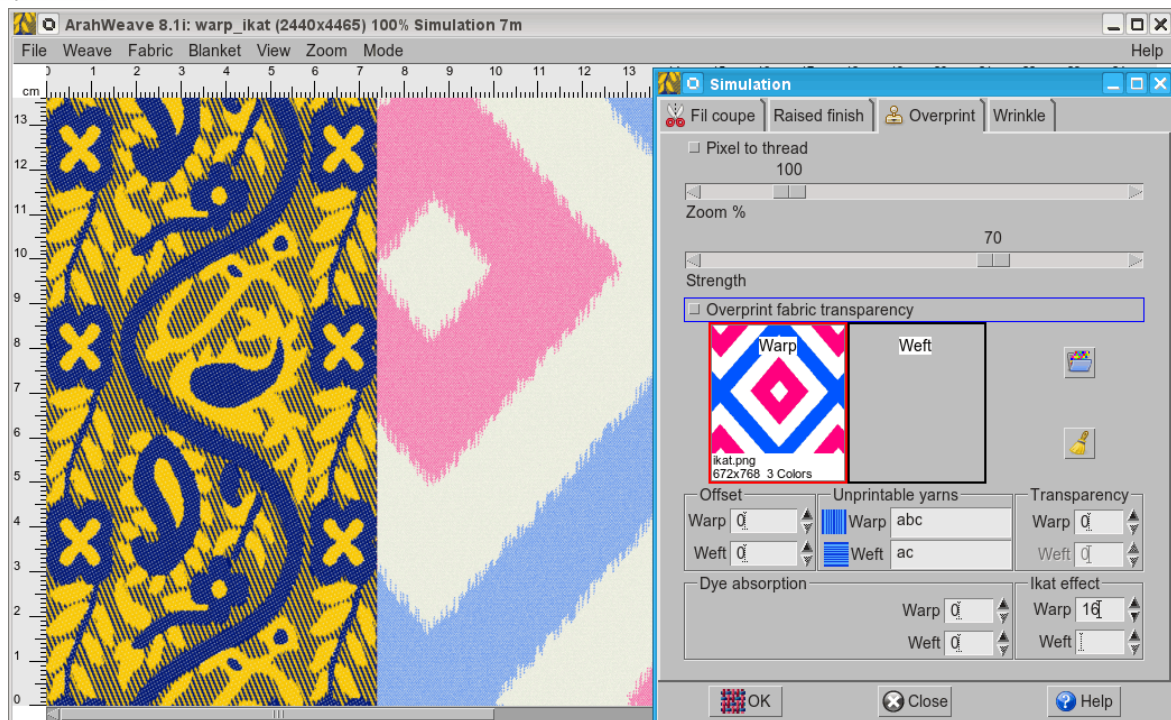 ArahWeave 8.1i: warp_ikat (2440x4465) 100% Simulation 7m
File Weave Fabric Blanket View Zoom Mode Help
0 1 2 3 4 5 6 7 8 9 10 11 12 13
cm
13
12
11
10
9
8
7
6
5
4
3
2
1
0
Simulation
Fil coupe Raised finish Overprint Wrinkle
Pixel to thread
100
Zoom %
70
Strength
Overprint fabric transparency
Warp Weft
ikat.png
672x768 3 Colors
Offset Unprintable yarns Transparency
Warp 0 Warp abc Warp 0
Weft 0 Weft ac Weft 0
Dye absorption Ikat effect
Warp 0 Warp 16
Weft 0 Weft
OK Close Help